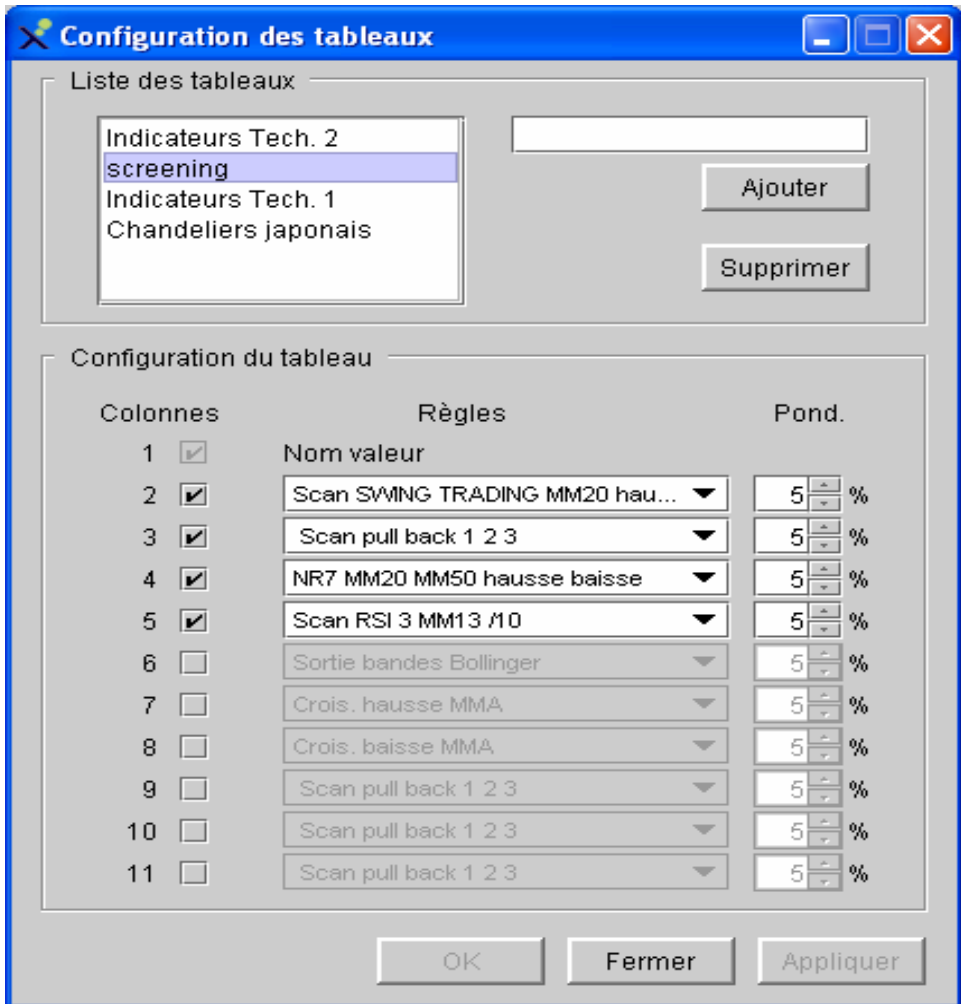 Configuration des tableaux
Liste des tableaux
Indicateurs Tech. 2
screening
Indicateurs Tech. 1
Chandeliers japonais
Ajouter
Supprimer
Configuration du tableau
Colonnes Règles Pond.
1 Nom valeur
2 Scan SWING TRADING MM20 hau... 5 %
3 Scan pull back 1 2 3 5 %
4 NR7 MM20 MM50 hausse baisse 5 %
5 Scan RSI 3 MM13 /10 5 %
6 Sortie bandes Bollinger 5 %
7 Crois. hausse MMA 5 %
8 Crois. baisse MMA 5 %
9 Scan pull back 1 2 3 5 %
10 Scan pull back 1 2 3 5 %
11 Scan pull back 1 2 3 5 %
OK Fermer Appliquer